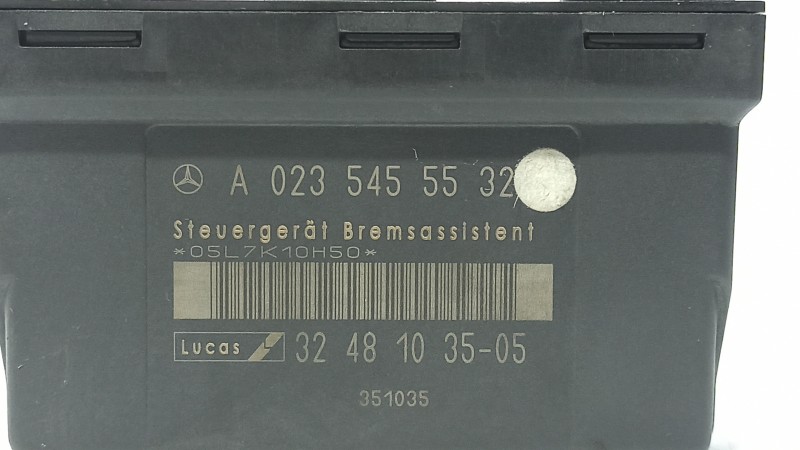 A 023 545 55 32
Steuergerät Bremsassistent
*05L7K10H50*
Lucas 32 48 10 35-05
351035